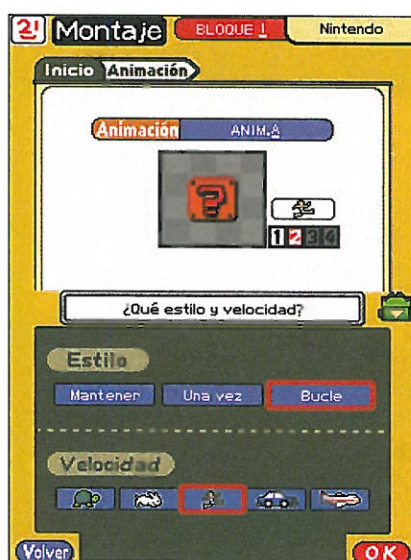 2! Montaje BLOQUE 1 Nintendo
Inicio Animación
Animación ANIM.A
?
1 2 3 4
¿Qué estilo y velocidad?
Estilo
Mantener Una vez Bucle
Velocidad
Volver OK